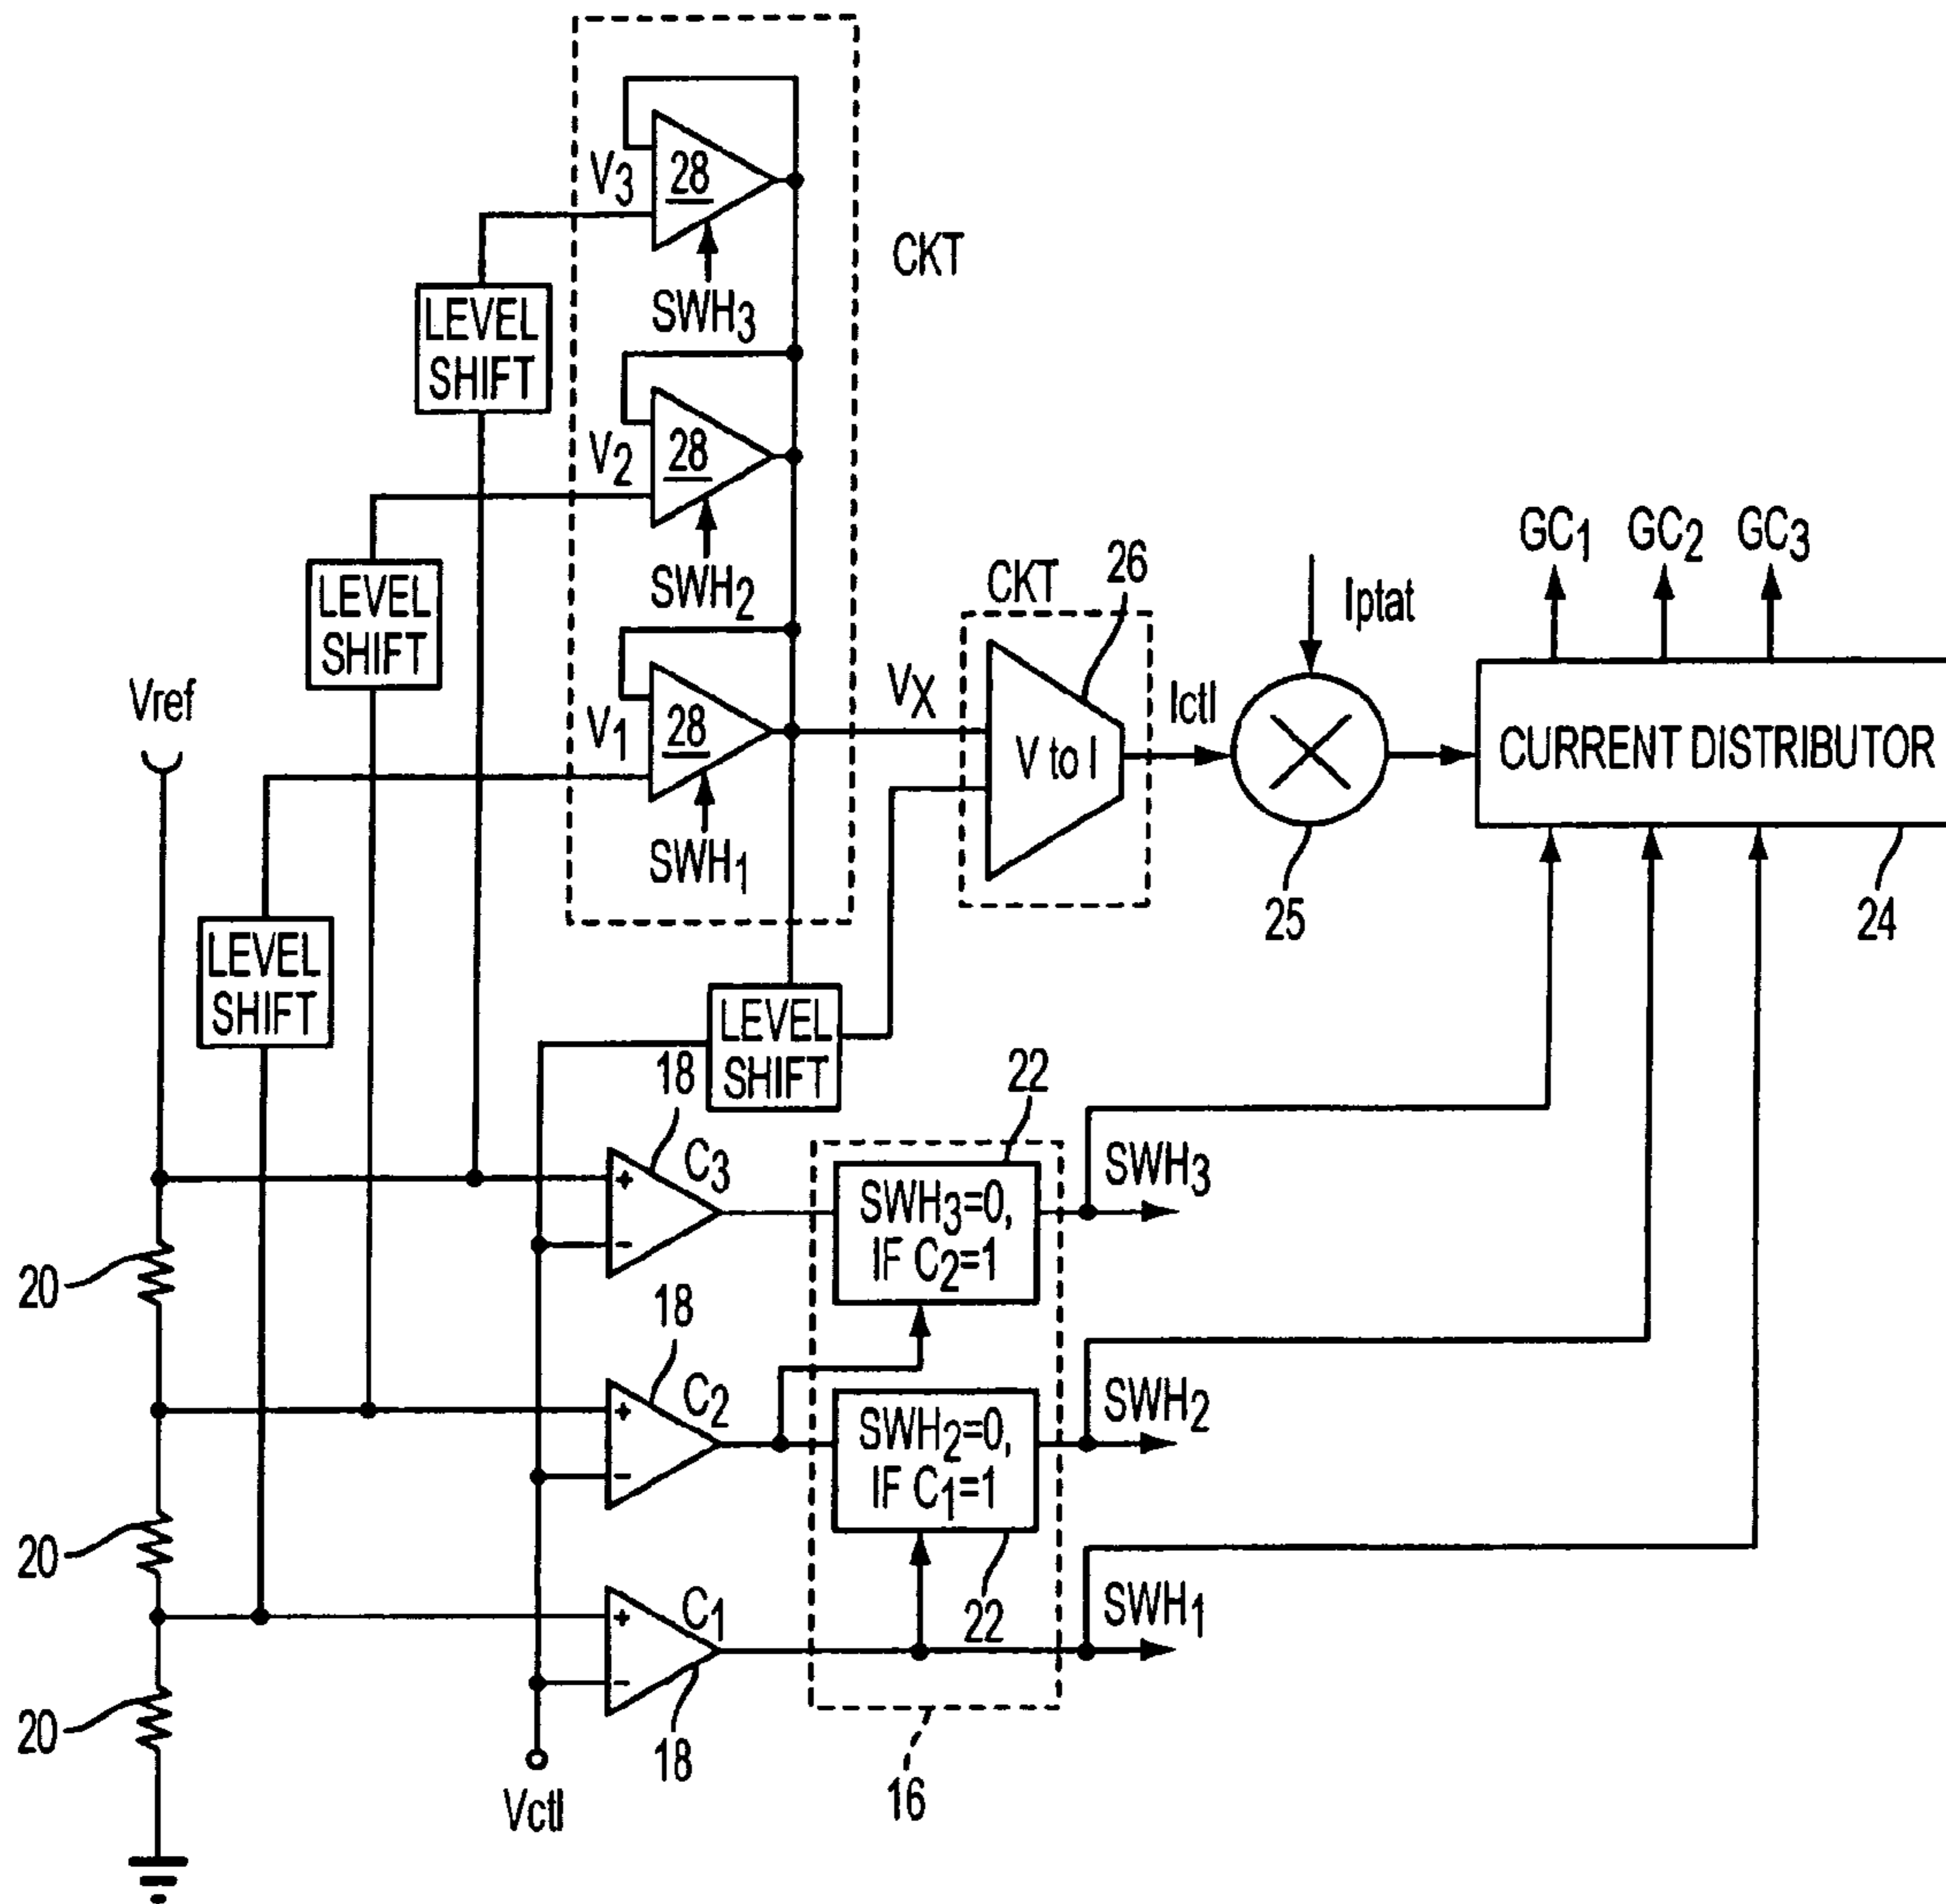 V3
28
CKT
SWH3
LEVEL
SHIFT
V2
28
SWH2
LEVEL
SHIFT
CKT
26
GC1
GC2
GC3
Iptat
Vref
V1
28
VX
V to I
Ictl
CURRENT DISTRIBUTOR
SWH1
25
24
LEVEL
SHIFT
LEVEL
SHIFT
18
C3
+
-
22
SWH3=0,
IF C2=1
SWH3
20
18
C2
+
-
SWH2=0,
IF C1=1
SWH2
20
18
C1
+
-
22
SWH1
20
Vctl
16